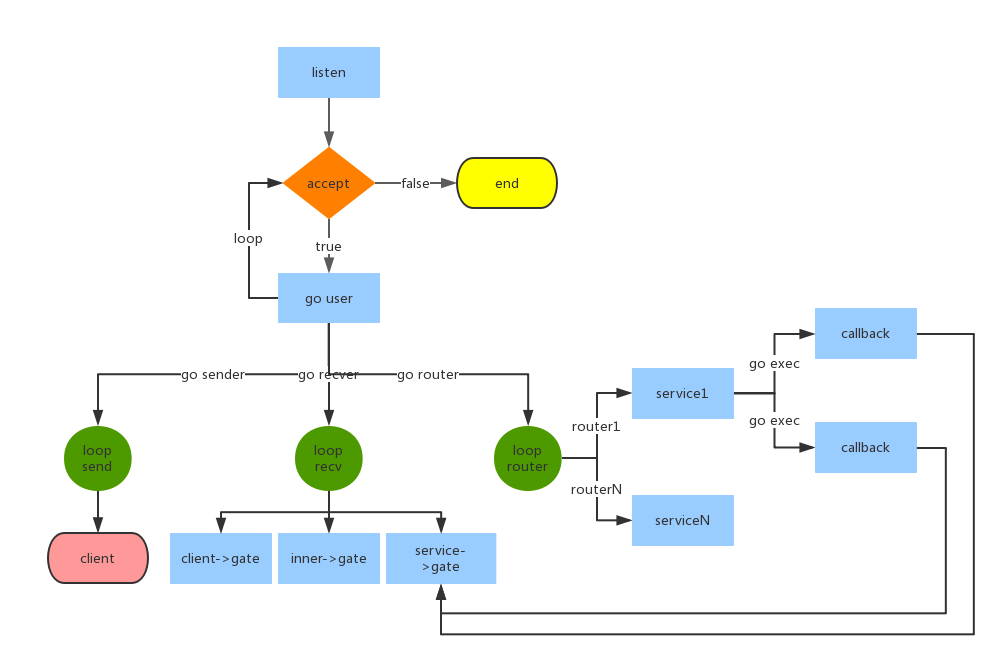 listen
accept
false
end
loop
true
go user
go sender
go recver
go router
callback
go exec
service1
go exec
router1
callback
loop
send
loop
recv
loop
router
routerN
serviceN
client
client->gate
inner->gate
service-
>gate